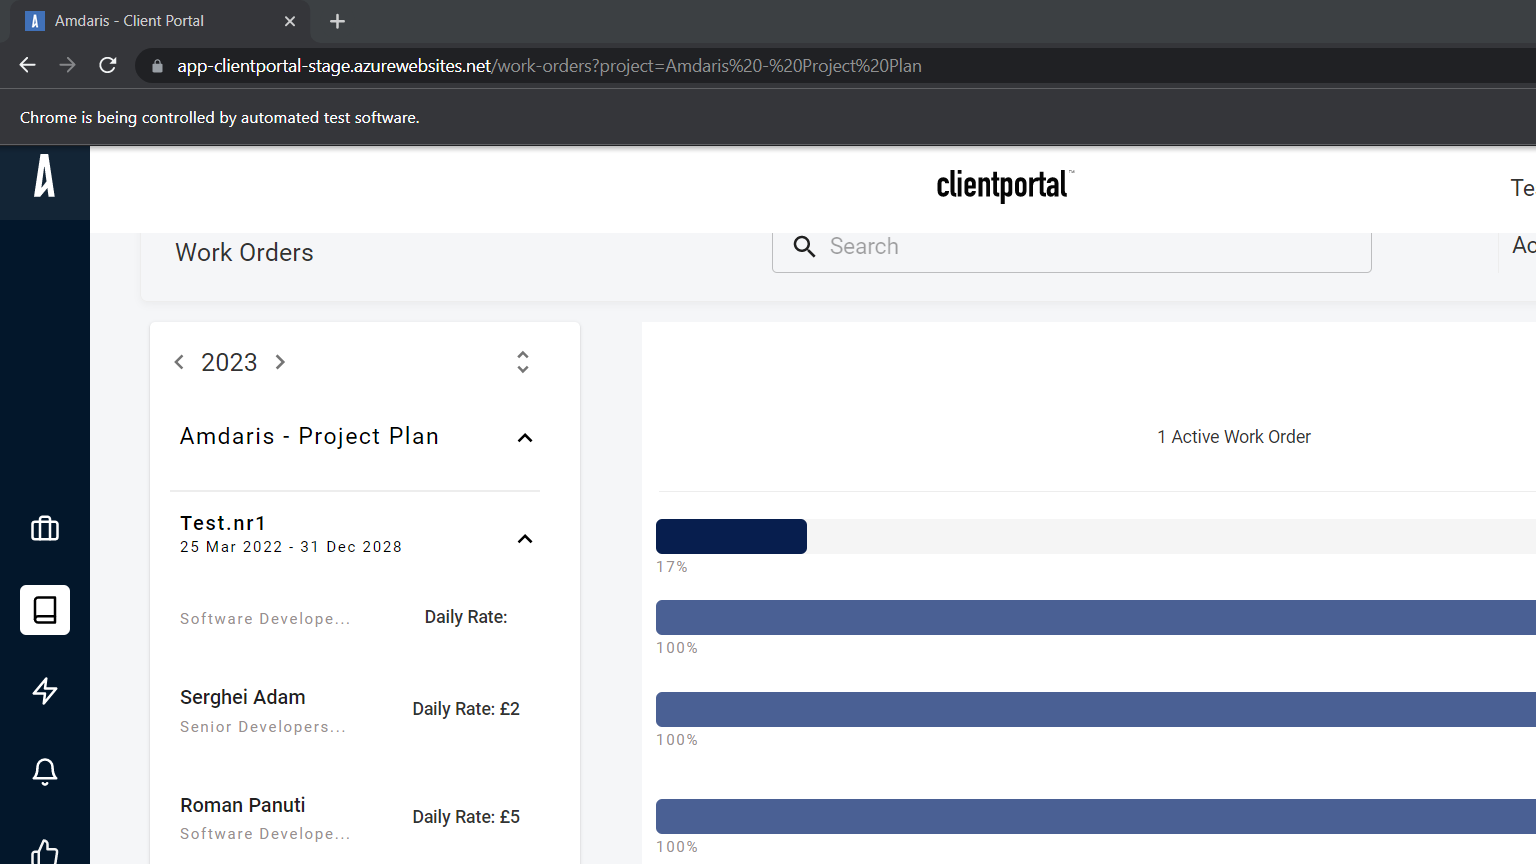 Amdaris - Client Portal
app-clientportal-stage.azurewebsites.net/work-orders?project=Amdaris%20-%20Project%20Plan
Chrome is being controlled by automated test software.
clientportal™
Te
Work Orders
Search
Ac
2023
Amdaris - Project Plan
1 Active Work Order
Test.nr1
25 Mar 2022 - 31 Dec 2028
17%
Software Develope...
Daily Rate:
100%
Serghei Adam
Senior Developers...
Daily Rate: £2
100%
Roman Panuti
Software Develope...
Daily Rate: £5
100%